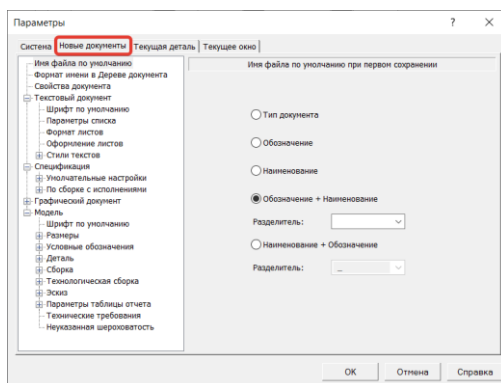 Параметры ? ×
Система Новые документы Текущая деталь Текущее окно
Имя файла по умолчанию
Формат имени в Дереве документа
Свойства документа
Текстовый документ
Шрифт по умолчанию
Параметры списка
Формат листов
Оформление листов
Стили текстов
Спецификация
Умолчательные настройки
По сборке с исполнениями
Графический документ
Модель
Шрифт по умолчанию
Размеры
Условные обозначения
Деталь
Сборка
Технологическая сборка
Эскиз
Параметры таблицы отчета
Технические требования
Неуказанная шероховатость
Имя файла по умолчанию при первом сохранении
Тип документа
Обозначение
Наименование
Обозначение + Наименование
Разделитель:
Наименование + Обозначение
Разделитель: _
OK Отмена Справка